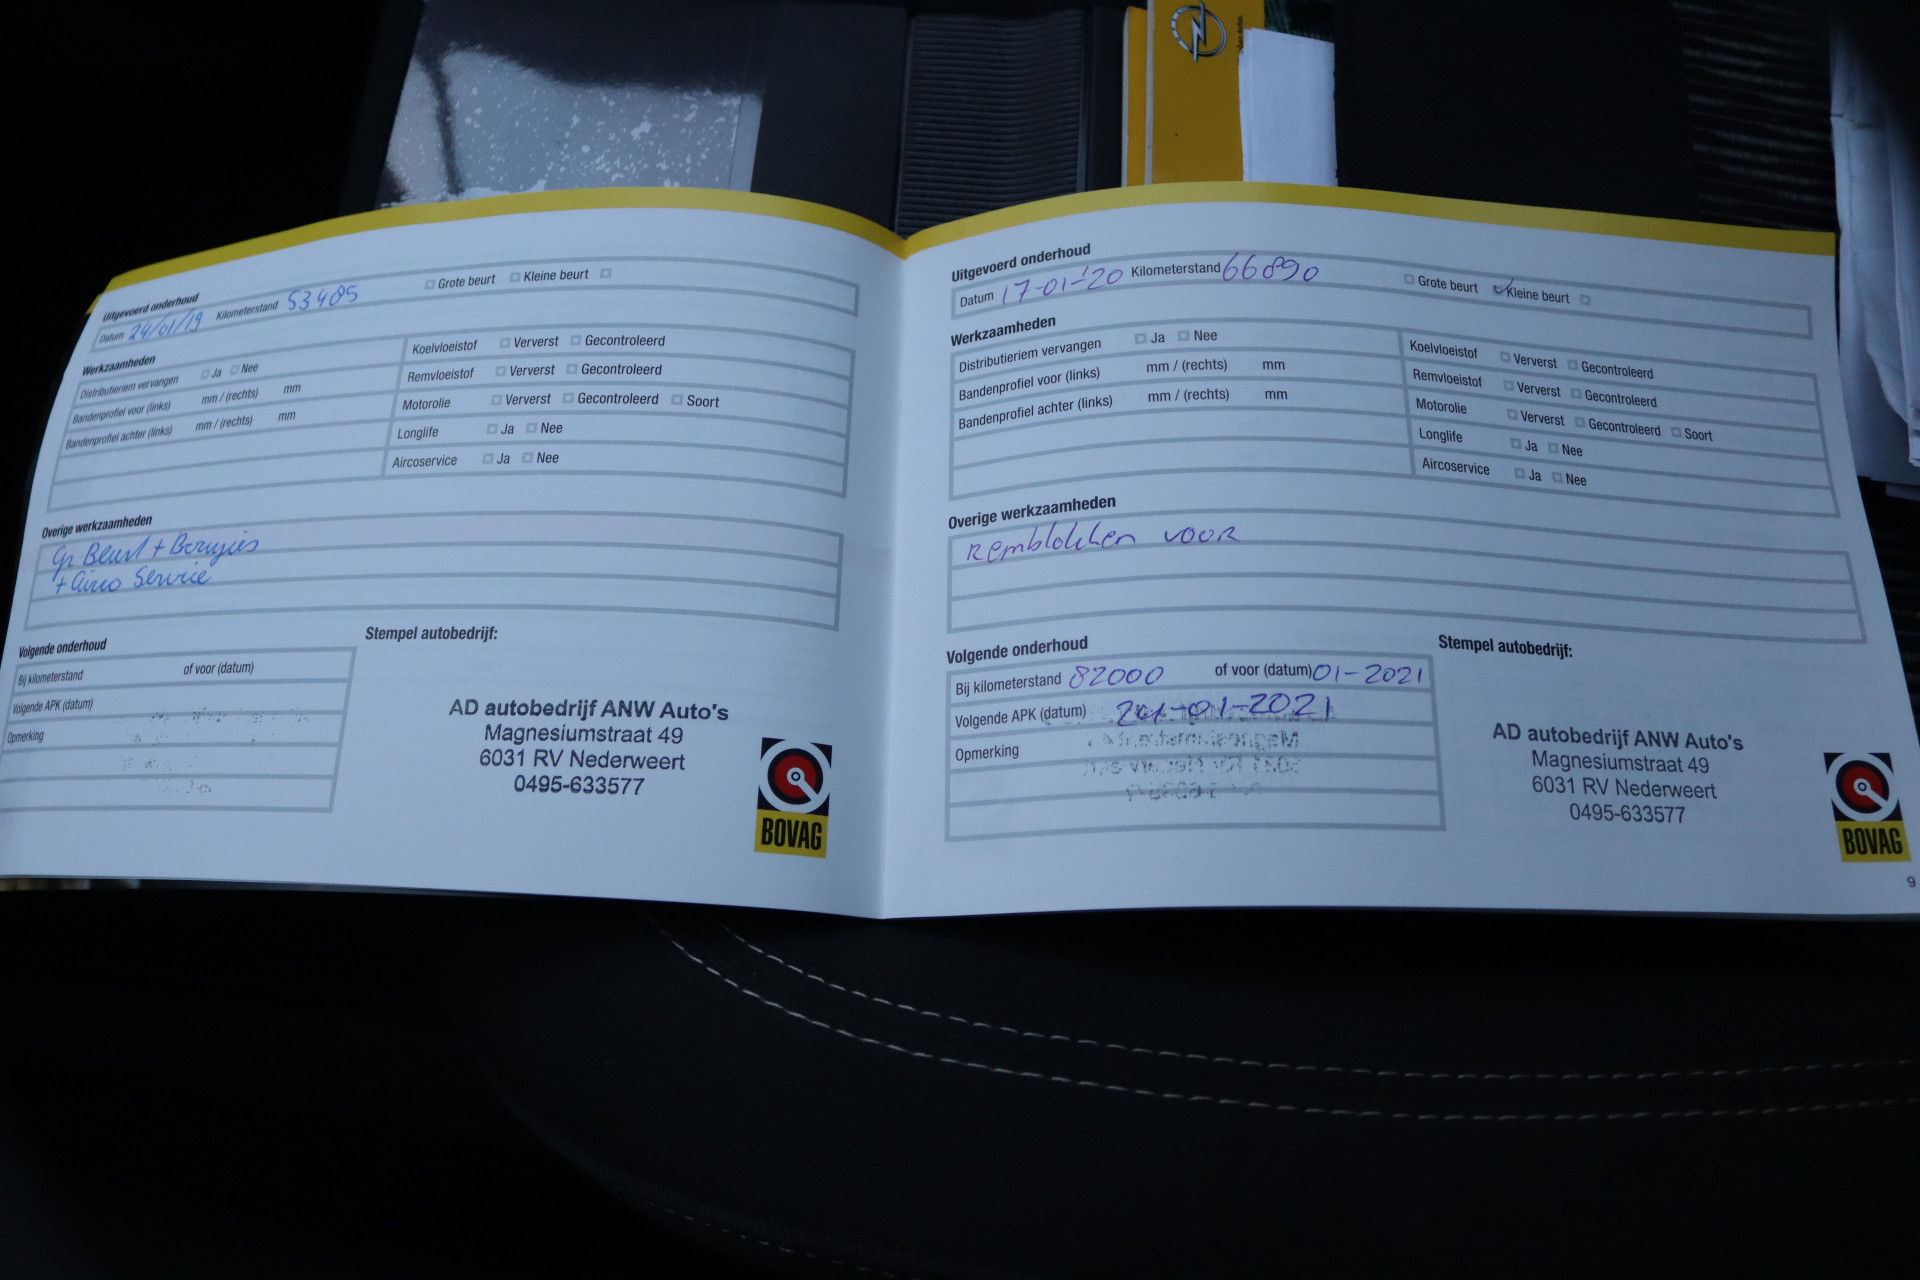 Uitgevoerd onderhoud
Datum 24/01/19 Kilometerstand 53485 Grote beurt Kleine beurt
Werkzaamheden
Distributieriem vervangen Ja Nee
Bandenprofiel voor (links) mm / (rechts) mm
Bandenprofiel achter (links) mm / (rechts) mm
Koelvloeistof Ververst Gecontroleerd
Remvloeistof Ververst Gecontroleerd
Motorolie Ververst Gecontroleerd Soort
Longlife Ja Nee
Aircoservice Ja Nee
Overige werkzaamheden
Gr. Beurt + Bougies
+ Airco Service
Volgende onderhoud
Bij kilometerstand of voor (datum)
Volgende APK (datum)
Opmerking
Stempel autobedrijf:
AD autobedrijf ANW Auto's
Magnesiumstraat 49
6031 RV Nederweert
0495-633577
BOVAG
Uitgevoerd onderhoud
Datum 17-01-'20 Kilometerstand 66890 Grote beurt Kleine beurt
Werkzaamheden
Distributieriem vervangen Ja Nee
Bandenprofiel voor (links) mm / (rechts) mm
Bandenprofiel achter (links) mm / (rechts) mm
Koelvloeistof Ververst Gecontroleerd
Remvloeistof Ververst Gecontroleerd
Motorolie Ververst Gecontroleerd Soort
Longlife Ja Nee
Aircoservice Ja Nee
Overige werkzaamheden
Remblokken voor
Volgende onderhoud
Bij kilometerstand 82000 of voor (datum) 01-2021
Volgende APK (datum) 24-01-2021
Opmerking
Stempel autobedrijf:
AD autobedrijf ANW Auto's
Magnesiumstraat 49
6031 RV Nederweert
0495-633577
BOVAG
9